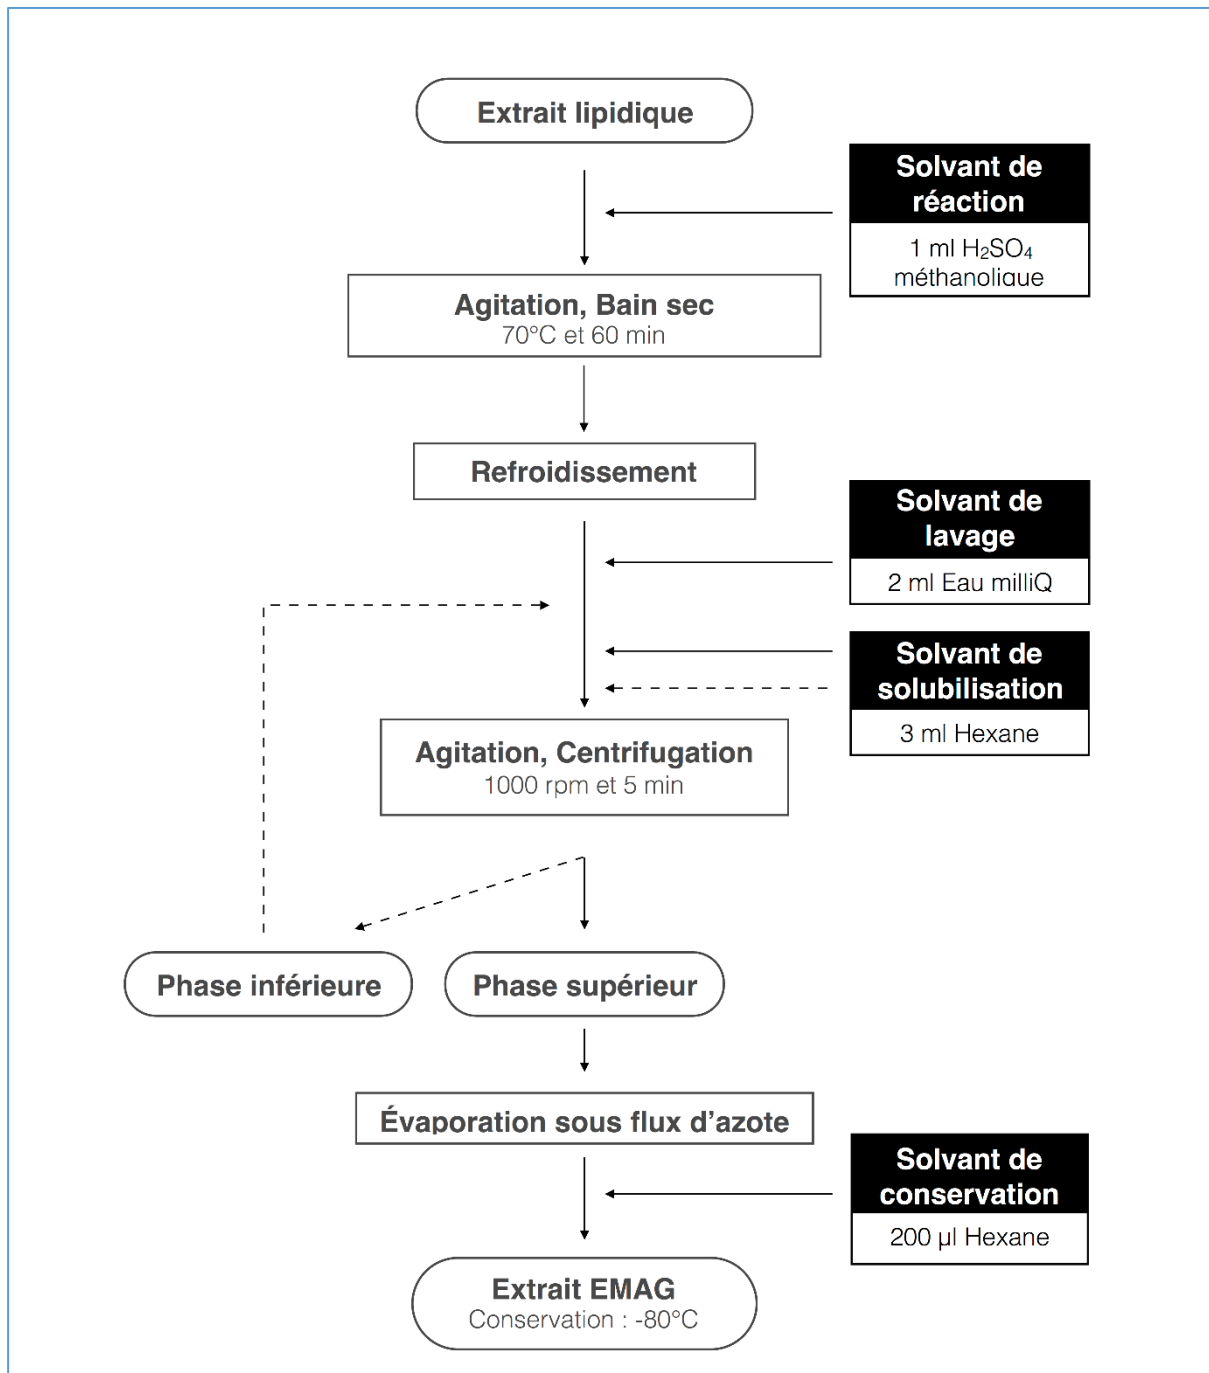 Extrait lipidique
Solvant de
réaction
1 ml H₂SO₄
méthanolique
Agitation, Bain sec
70°C et 60 min
Refroidissement
Solvant de
lavage
2 ml Eau milliQ
Solvant de
solubilisation
3 ml Hexane
Agitation, Centrifugation
1000 rpm et 5 min
Phase inférieure
Phase supérieur
Évaporation sous flux d’azote
Solvant de
conservation
200 µl Hexane
Extrait EMAG
Conservation : -80°C